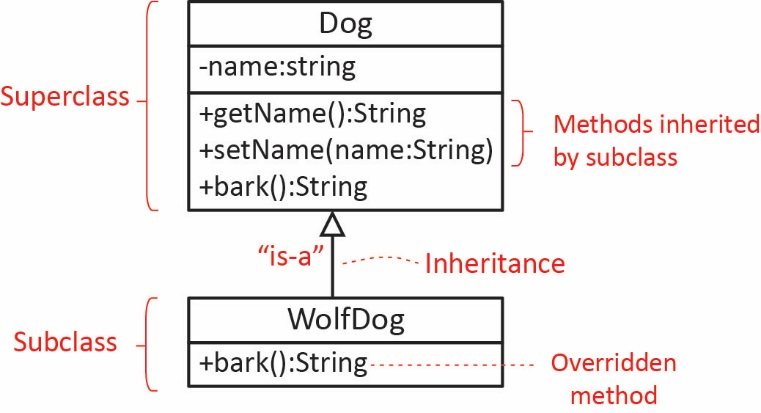 Dog
-name:string
Superclass
+getName():String
+setName(name:String)
+bark():String
Methods inherited
by subclass
“is-a”
Inheritance
WolfDog
Subclass
+bark():String
Overridden
method